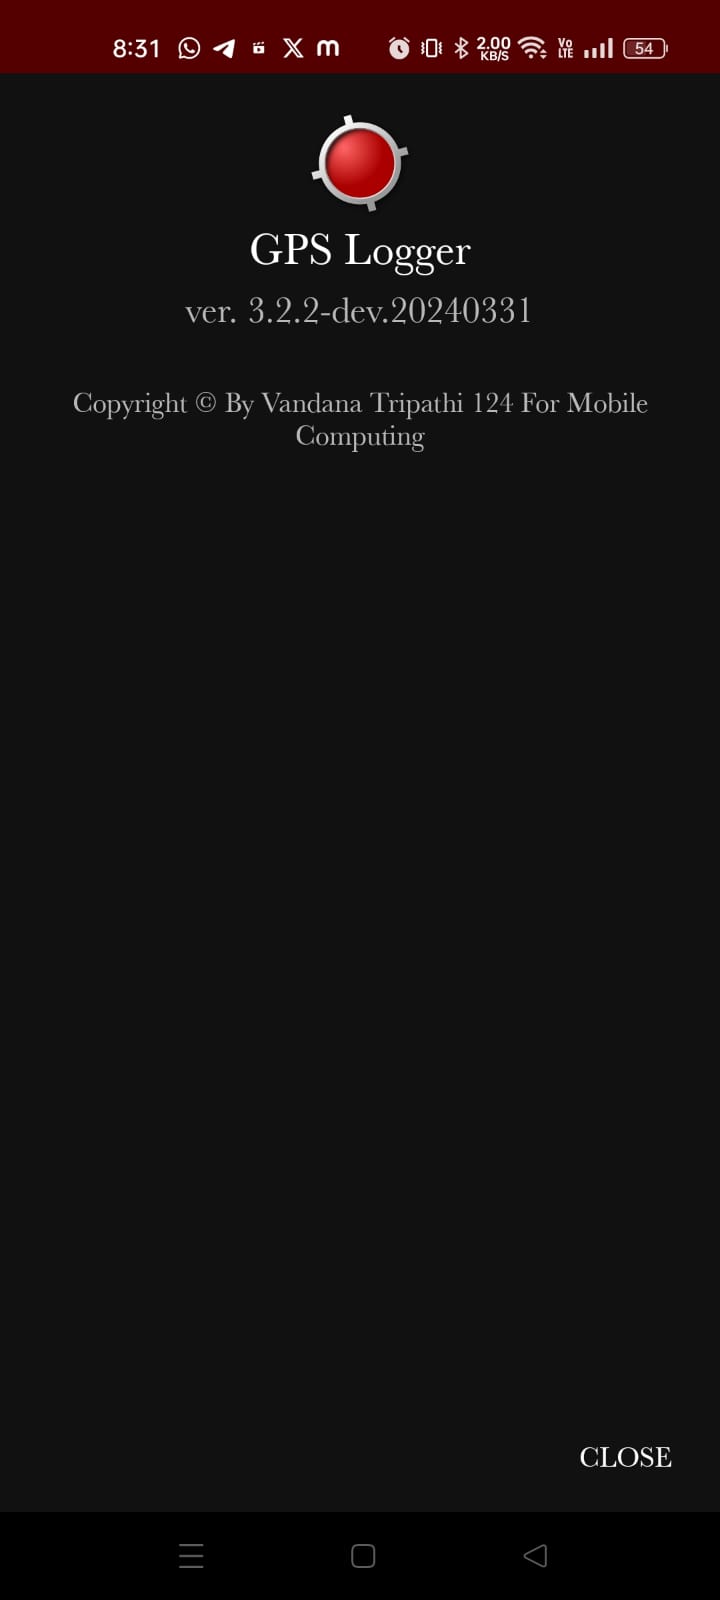 8:31 2.00 KB/S Vo LTE 54
GPS Logger
ver. 3.2.2-dev.20240331
Copyright © By Vandana Tripathi 124 For Mobile
Computing
CLOSE